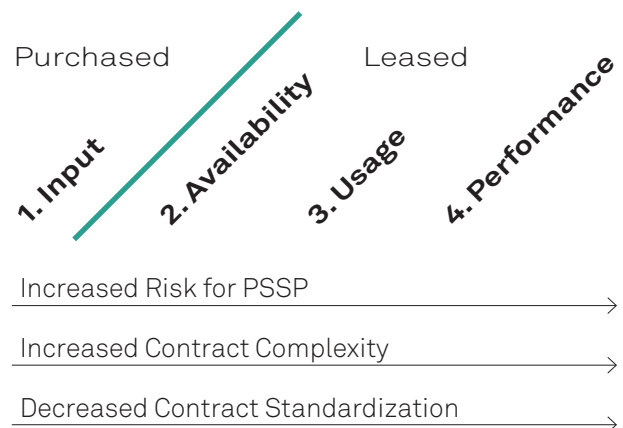 Purchased
Leased
1. Input
2. Availability
3. Usage
4. Performance
Increased Risk for PSSP
Increased Contract Complexity
Decreased Contract Standardization